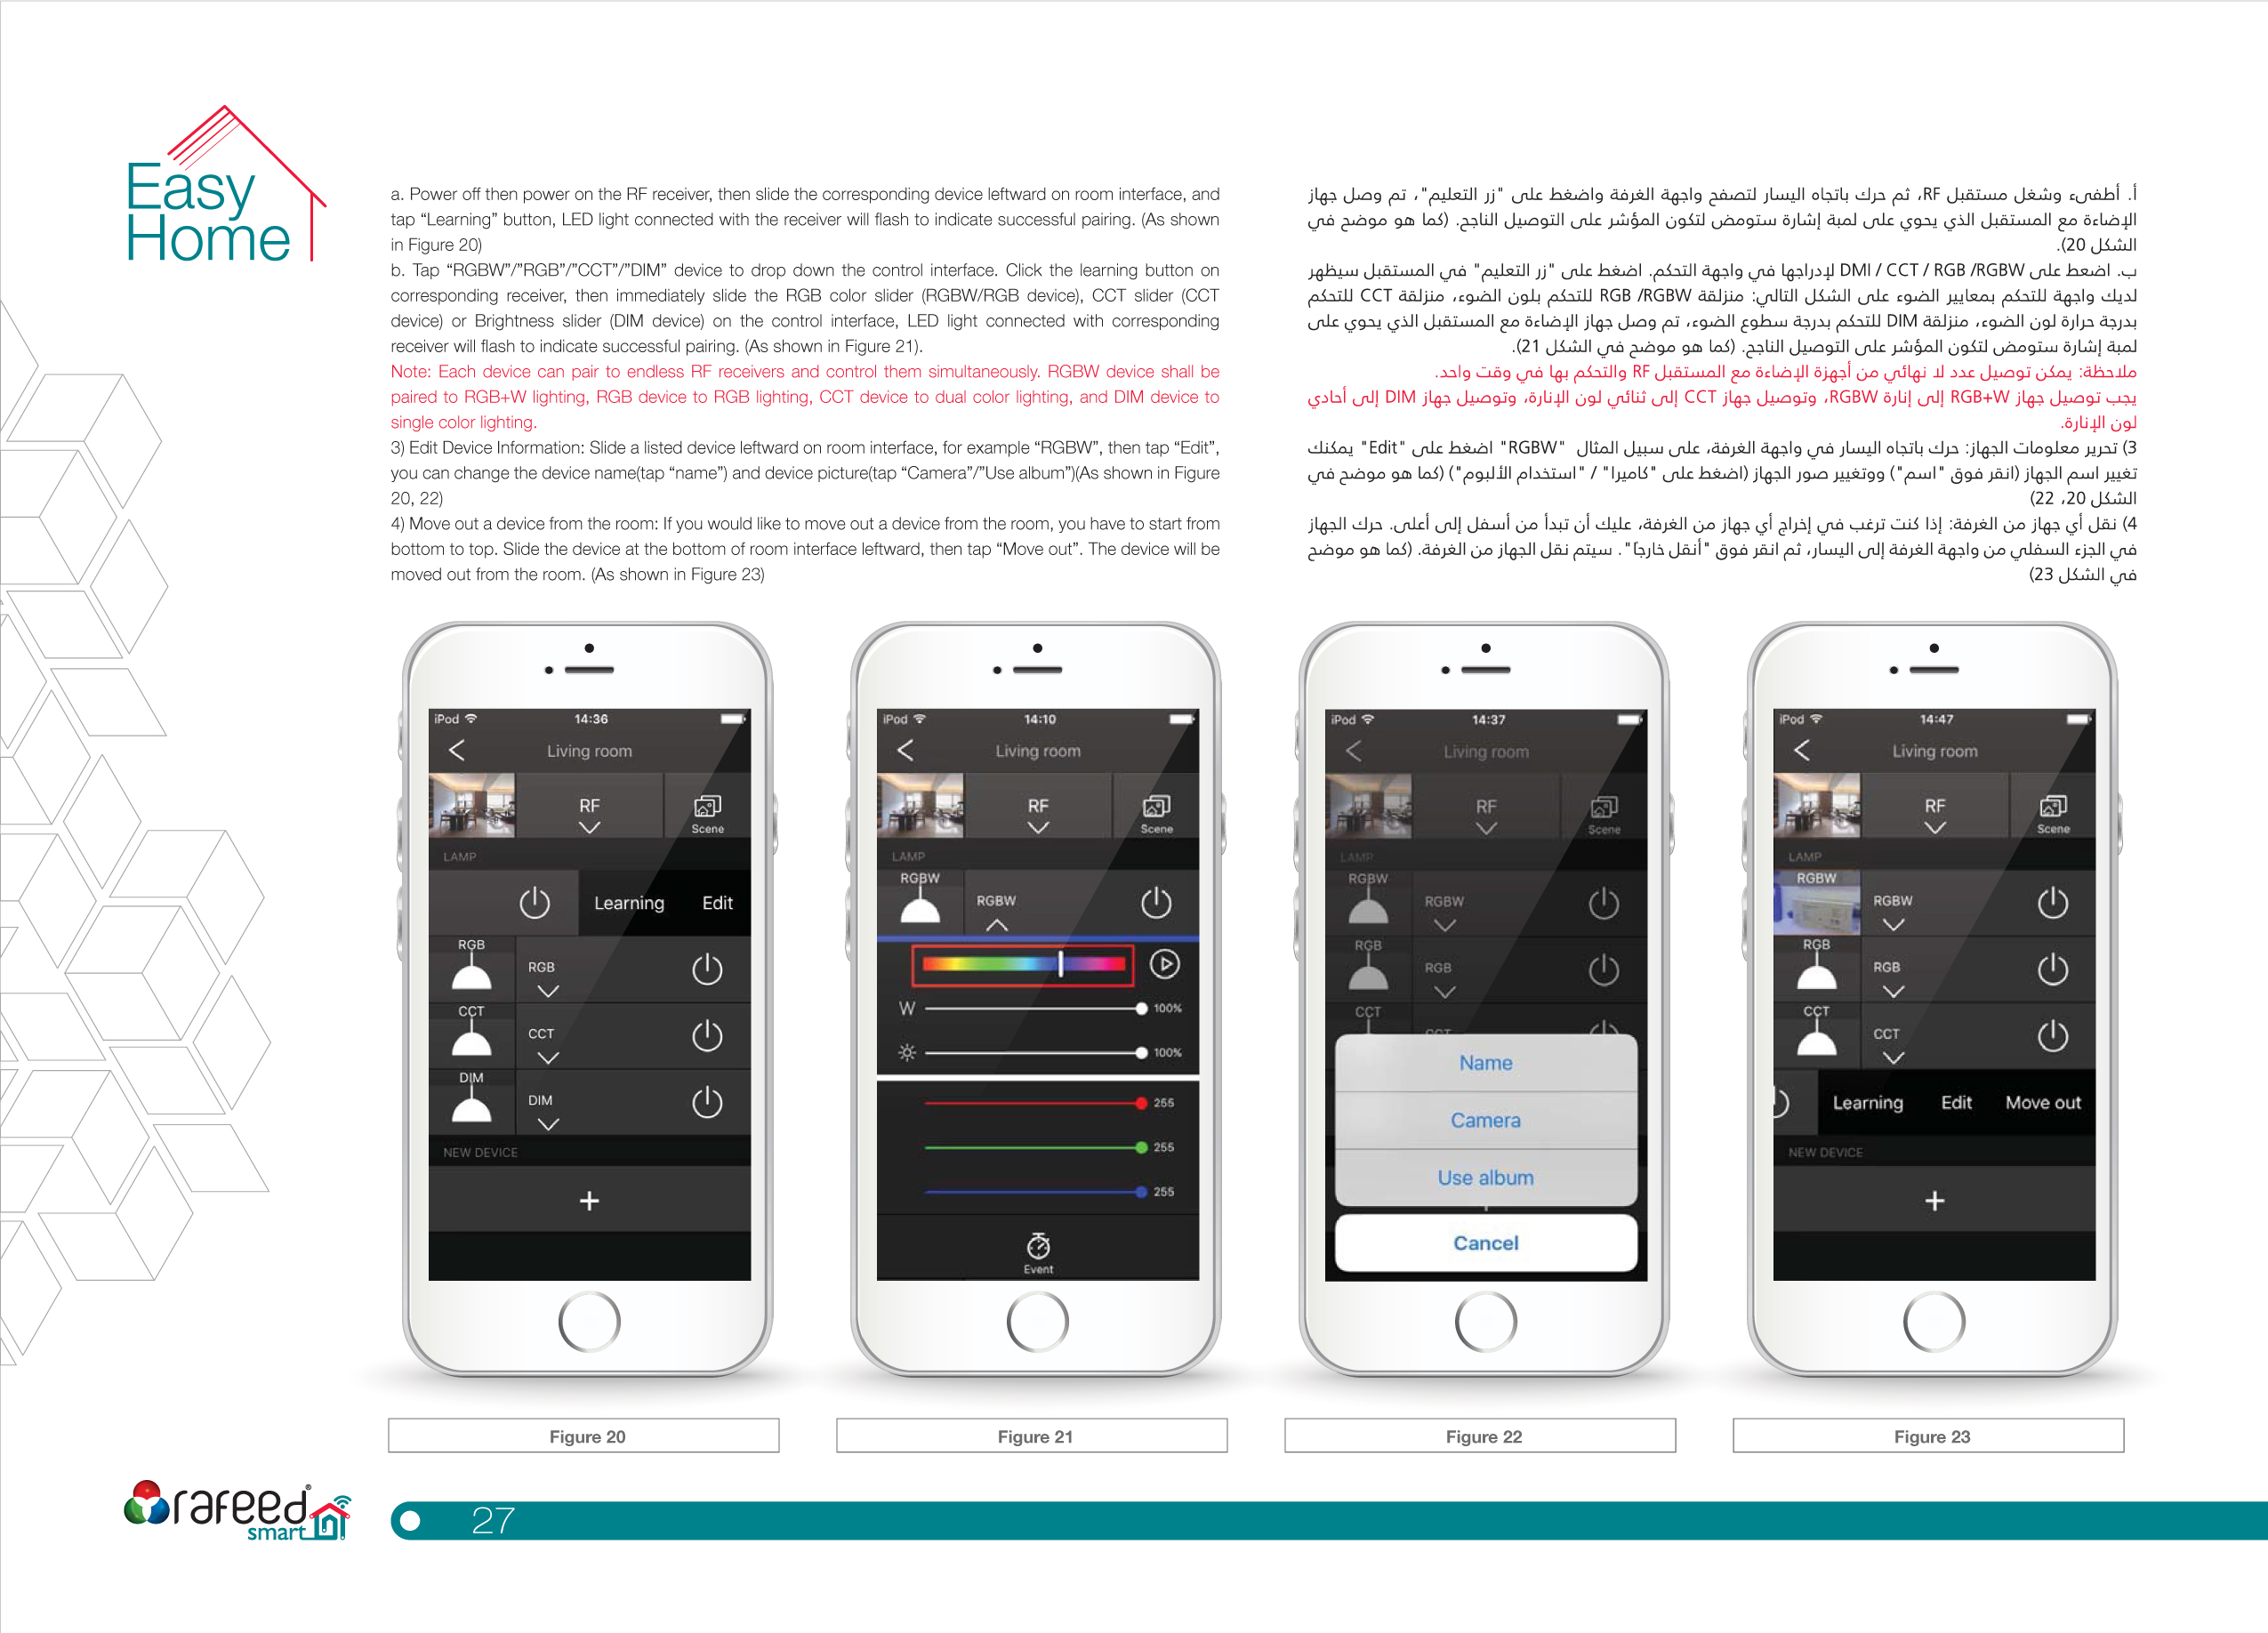 Easy
Home
a. Power off then power on the RF receiver, then slide the corresponding device leftward on room interface, and
tap “Learning” button, LED light connected with the receiver will flash to indicate successful pairing. (As shown
in Figure 20)
b. Tap “RGBW”/”RGB”/”CCT”/”DIM” device to drop down the control interface. Click the learning button on
corresponding receiver, then immediately slide the RGB color slider (RGBW/RGB device), CCT slider (CCT
device) or Brightness slider (DIM device) on the control interface, LED light connected with corresponding
receiver will flash to indicate successful pairing. (As shown in Figure 21).
Note: Each device can pair to endless RF receivers and control them simultaneously. RGBW device shall be
paired to RGB+W lighting, RGB device to RGB lighting, CCT device to dual color lighting, and DIM device to
single color lighting.
3) Edit Device Information: Slide a listed device leftward on room interface, for example “RGBW”, then tap “Edit”,
you can change the device name(tap “name”) and device picture(tap “Camera”/”Use album”)(As shown in Figure
20, 22)
4) Move out a device from the room: If you would like to move out a device from the room, you have to start from
bottom to top. Slide the device at the bottom of room interface leftward, then tap “Move out”. The device will be
moved out from the room. (As shown in Figure 23)
أ. أطفىء وشغل مستقبل RF، ثم حرك باتجاه اليسار لتصفح واجهة الغرفة واضغط على "زر التعليم"، تم وصل جهاز
الإضاءة مع المستقبل الذي يحوي على لمبة إشارة ستومض لتكون المؤشر على التوصيل الناجح. (كما هو موضح في
الشكل 20).
ب. اضعط على DMI / CCT / RGB /RGBW لإدراجها في واجهة التحكم. اضغط على "زر التعليم" في المستقبل سيظهر
لديك واجهة للتحكم بمعايير الضوء على الشكل التالي: منزلقة RGB /RGBW للتحكم بلون الضوء، منزلقة CCT للتحكم
بدرجة حرارة لون الضوء، منزلقة DIM للتحكم بدرجة سطوع الضوء، تم وصل جهاز الإضاءة مع المستقبل الذي يحوي على
لمبة إشارة ستومض لتكون المؤشر على التوصيل الناجح. (كما هو موضح في الشكل 21).
ملاحظة: يمكن توصيل عدد لا نهائي من أجهزة الإضاءة مع المستقبل RF والتحكم بها في وقت واحد.
يجب توصيل جهاز RGB+W إلى إنارة RGBW، وتوصيل جهاز CCT إلى ثنائي لون الإنارة، وتوصيل جهاز DIM إلى أحادي
لون الإنارة.
3) تحرير معلومات الجهاز: حرك باتجاه اليسار في واجهة الغرفة، على سبيل المثال "RGBW" اضغط على "Edit" يمكنك
تغيير اسم الجهاز (انقر فوق "اسم") ووتغيير صور الجهاز (اضغط على "كاميرا" / "استخدام الألبوم") (كما هو موضح في
الشكل 20، 22)
4) نقل أي جهاز من الغرفة: إذا كنت ترغب في إخراج أي جهاز من الغرفة، عليك أن تبدأ من أسفل إلى أعلى. حرك الجهاز
في الجزء السفلي من واجهة الغرفة إلى اليسار، ثم انقر فوق "أنقل خارجاً". سيتم نقل الجهاز من الغرفة. (كما هو موضح
في الشكل 23)
iPod 14:36
Living room
RF
Scene
LAMP
Learning Edit
RGB
RGB
CCT
CCT
DIM
DIM
NEW DEVICE
+
iPod 14:10
Living room
RF
Scene
LAMP
RGBW
RGBW
W 100%
100%
255
255
255
Event
iPod 14:37
Living room
RF
Scene
LAMP
RGBW
RGBW
RGB
RGB
CCT
CCT
Name
Camera
Use album
Cancel
iPod 14:47
Living room
RF
Scene
LAMP
RGBW
RGBW
RGB
RGB
CCT
CCT
Learning Edit Move out
NEW DEVICE
+
Figure 20
Figure 21
Figure 22
Figure 23
rafeed®
smart
27